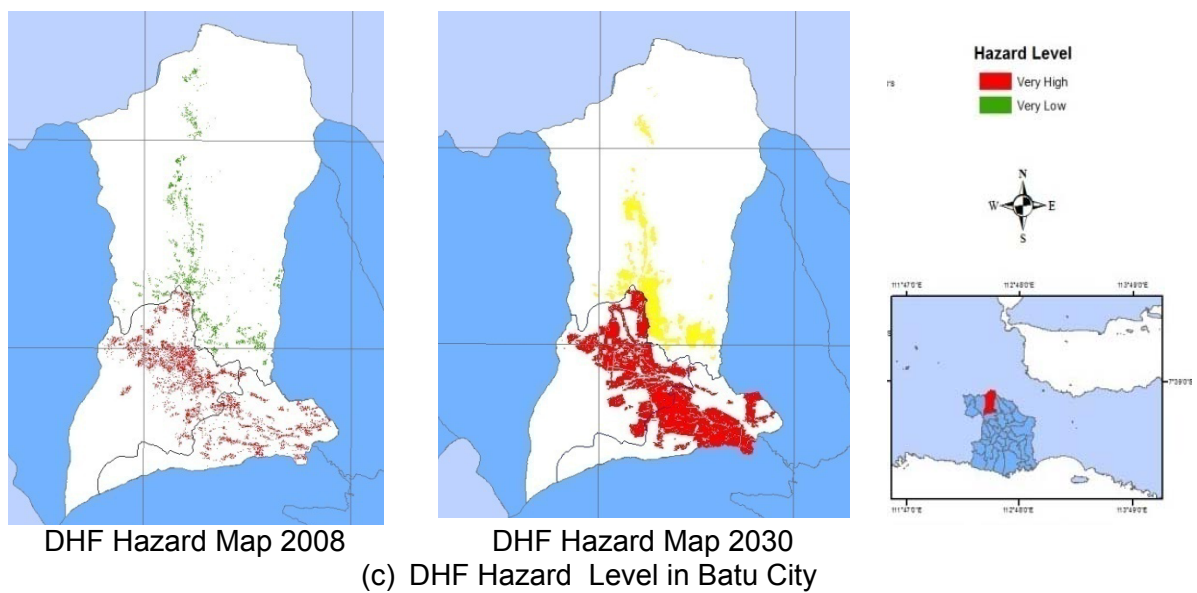 Hazard Level
Very High
Very Low
N
W E
S
111°47'0"E 112°48'0"E 113°49'0"E
7°39'0"S
111°47'0"E 112°48'0"E 113°49'0"E
DHF Hazard Map 2008
DHF Hazard Map 2030
(c) DHF Hazard Level in Batu City